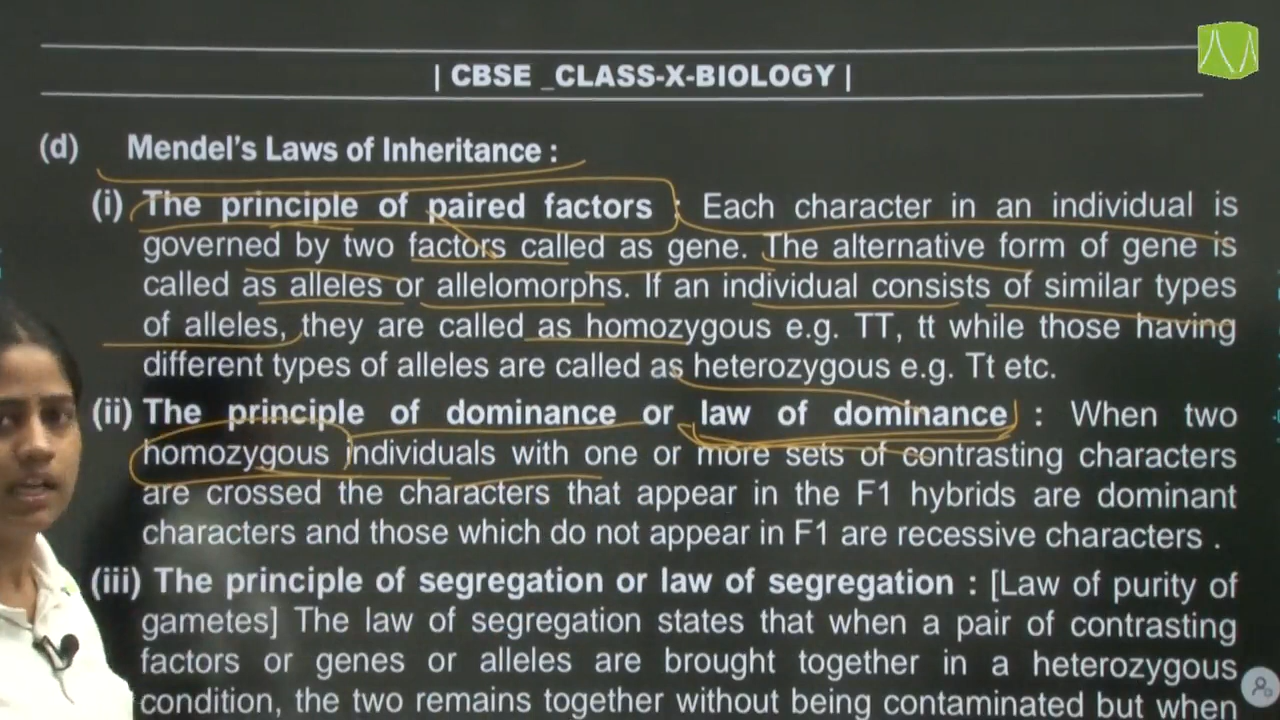 | CBSE _CLASS-X-BIOLOGY |
(d) Mendel's Laws of Inheritance :
(i) The principle of paired factors : Each character in an individual is
governed by two factors called as gene. The alternative form of gene is
called as alleles or allelomorphs. If an individual consists of similar types
of alleles, they are called as homozygous e.g. TT, tt while those having
different types of alleles are called as heterozygous e.g. Tt etc.
(ii) The principle of dominance or law of dominance : When two
homozygous individuals with one or more sets of contrasting characters
are crossed the characters that appear in the F1 hybrids are dominant
characters and those which do not appear in F1 are recessive characters .
(iii) The principle of segregation or law of segregation : [Law of purity of
gametes] The law of segregation states that when a pair of contrasting
factors or genes or alleles are brought together in a heterozygous
condition, the two remains together without being contaminated but when